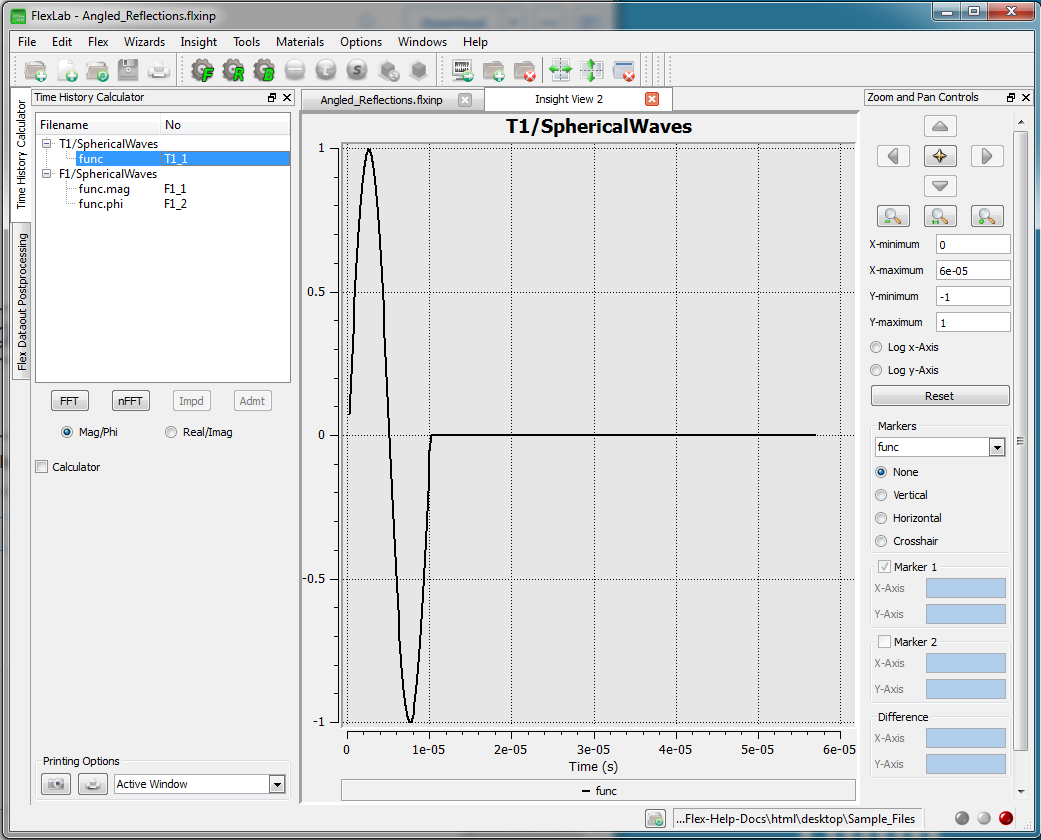 FlexLab - Angled_Reflections.flxinp
File Edit Flex Wizards Insight Tools Materials Options Windows Help
Time History Calculator
Flex Dataout Postprocessing
Time History Calculator
Filename No
T1/SphericalWaves
func T1_1
F1/SphericalWaves
func.mag F1_1
func.phi F1_2
FFT nFFT Impd Admt
Mag/Phi Real/Imag
Calculator
Printing Options
Active Window
Angled_Reflections.flxinp Insight View 2
T1/SphericalWaves
1
0.5
0
-0.5
-1
0 1e-05 2e-05 3e-05 4e-05 5e-05 6e-05
Time (s)
func
Zoom and Pan Controls
X-minimum 0
X-maximum 6e-05
Y-minimum -1
Y-maximum 1
Log x-Axis
Log y-Axis
Reset
Markers
func
None
Vertical
Horizontal
Crosshair
Marker 1
X-Axis
Y-Axis
Marker 2
X-Axis
Y-Axis
Difference
X-Axis
Y-Axis
...Flex-Help-Docs\html\desktop\Sample_Files